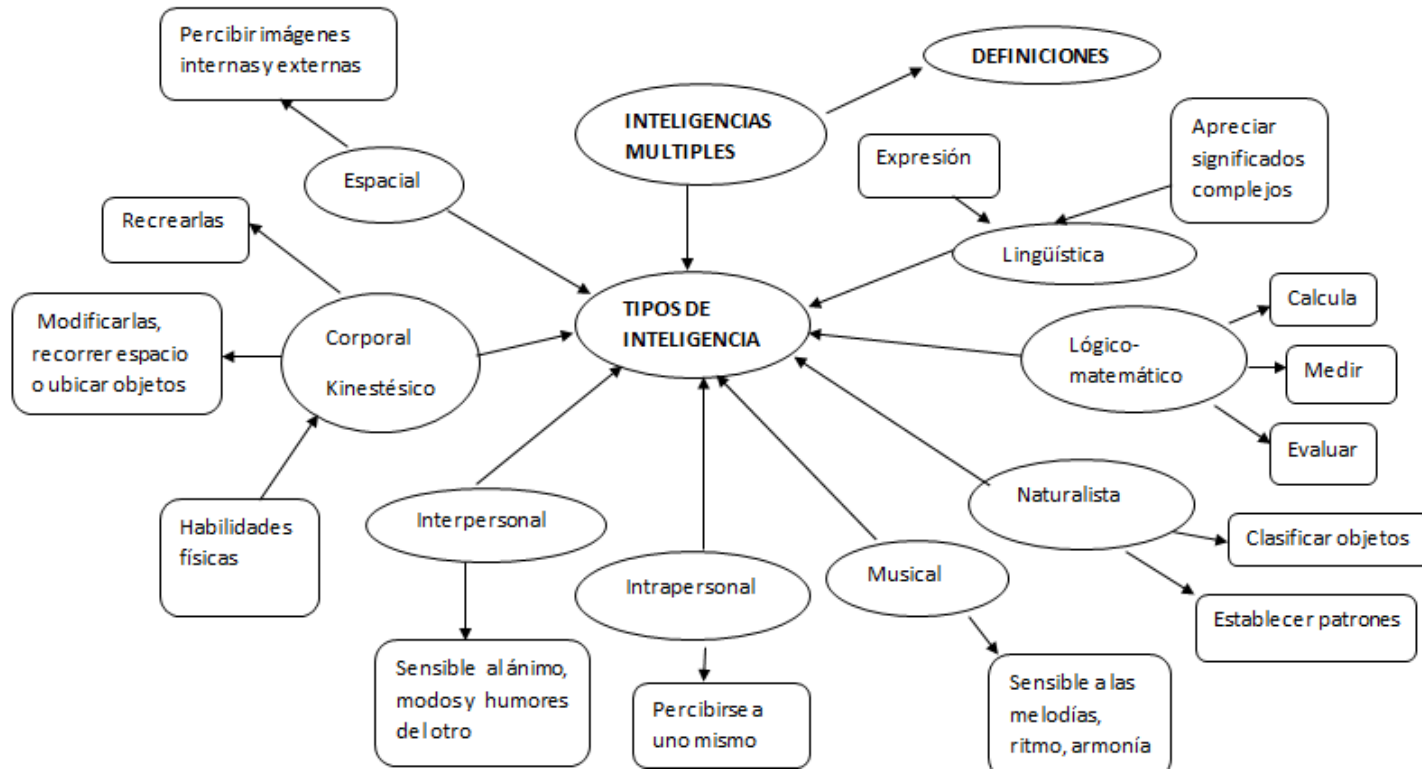 Percibir imágenes
internas y externas
DEFINICIONES
INTELIGENCIAS
MULTIPLES
Apreciar
significados
complejos
Expresión
Espacial
Recrearlas
Lingüística
TIPOS DE
INTELIGENCIA
Calcula
Modificarlas,
recorrer espacio
o ubicar objetos
Corporal
Kinestésico
Lógico-
matemático
Medir
Evaluar
Naturalista
Habilidades
físicas
Interpersonal
Clasificar objetos
Intrapersonal
Musical
Establecer patrones
Sensible al ánimo,
modos y humores
del otro
Percibirse a
uno mismo
Sensible a las
melodías,
ritmo, armonía